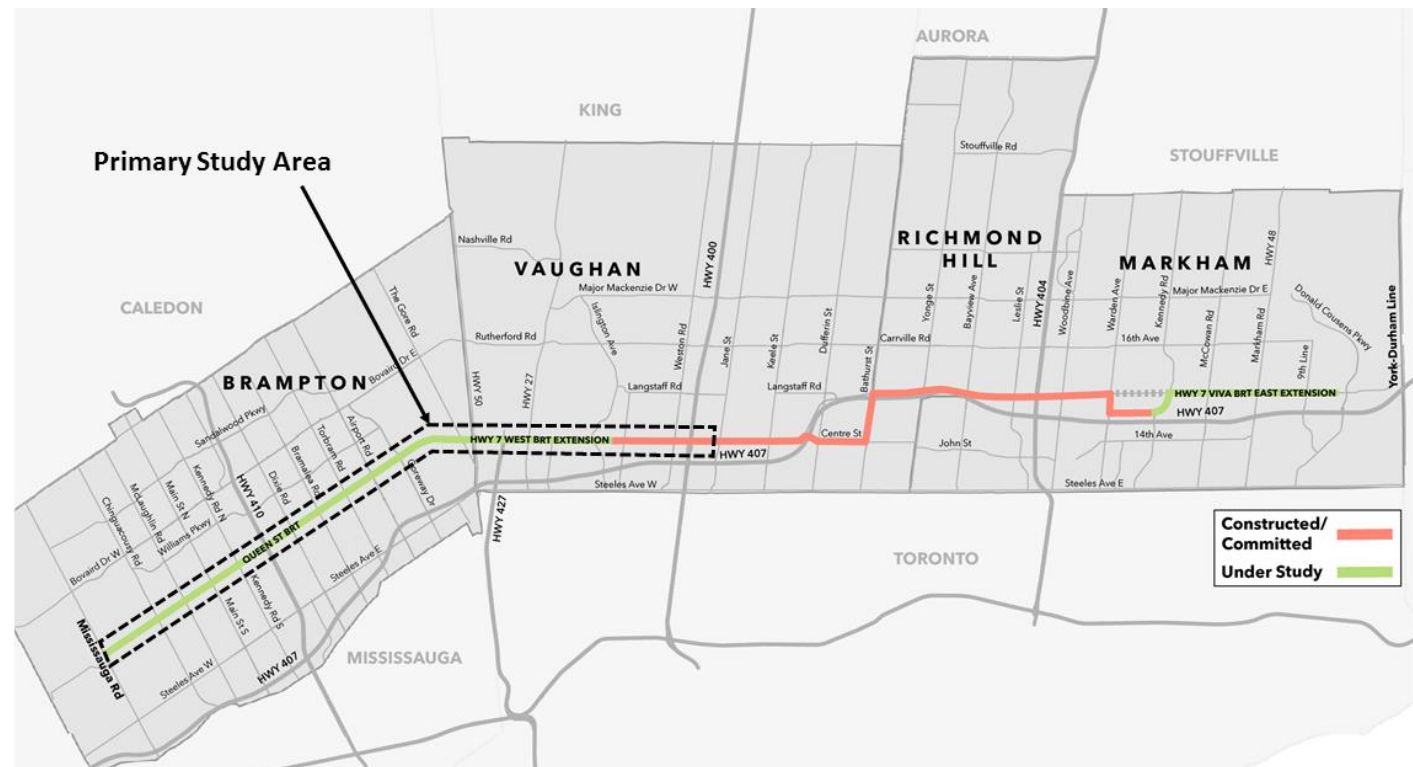 AURORA
KING
Stouffville Rd
STOUFFVILLE
Primary Study Area
Nashville Rd
VAUGHAN
HWY 400
RICHMOND
HILL
MARKHAM
HWY 48
CALEDON
The Gore Rd
Major Mackenzie Dr W
Major Mackenzie Dr E
Islington Ave
Yonge St
Bayview Ave
Leslie St
HWY 404
Woodbine Ave
Warden Ave
Kennedy Rd
McCowan Rd
Markham Rd
9th Line
Donald Cousens Pkwy
York-Durham Line
Rutherford Rd
Weston Rd
Jane St
Keele St
Dufferin St
Bathurst St
Carrville Rd
16th Ave
BRAMPTON
Bovaird Dr E
HWY 50
HWY 27
Langstaff Rd
Langstaff Rd
HWY 7 VIVA BRT EAST EXTENSION
HWY 407
Sandalwood Pkwy
Airport Rd
Torbram Rd
Bramalea Rd
Dixie Rd
HWY 7 WEST BRT EXTENSION
Centre St
John St
14th Ave
HWY 407
Goreway Dr
Steeles Ave W
Steeles Ave E
HWY 427
HWY 410
Kennedy Rd N
Main St N
McLaughlin Rd
Chinguacousy Rd
Williams Pkwy
Bovaird Dr W
QUEEN ST BRT
Steeles Ave E
TORONTO
Constructed/
Committed
Under Study
Mississauga Rd
Main St S
Kennedy Rd S
HWY 407
Steeles Ave W
MISSISSAUGA